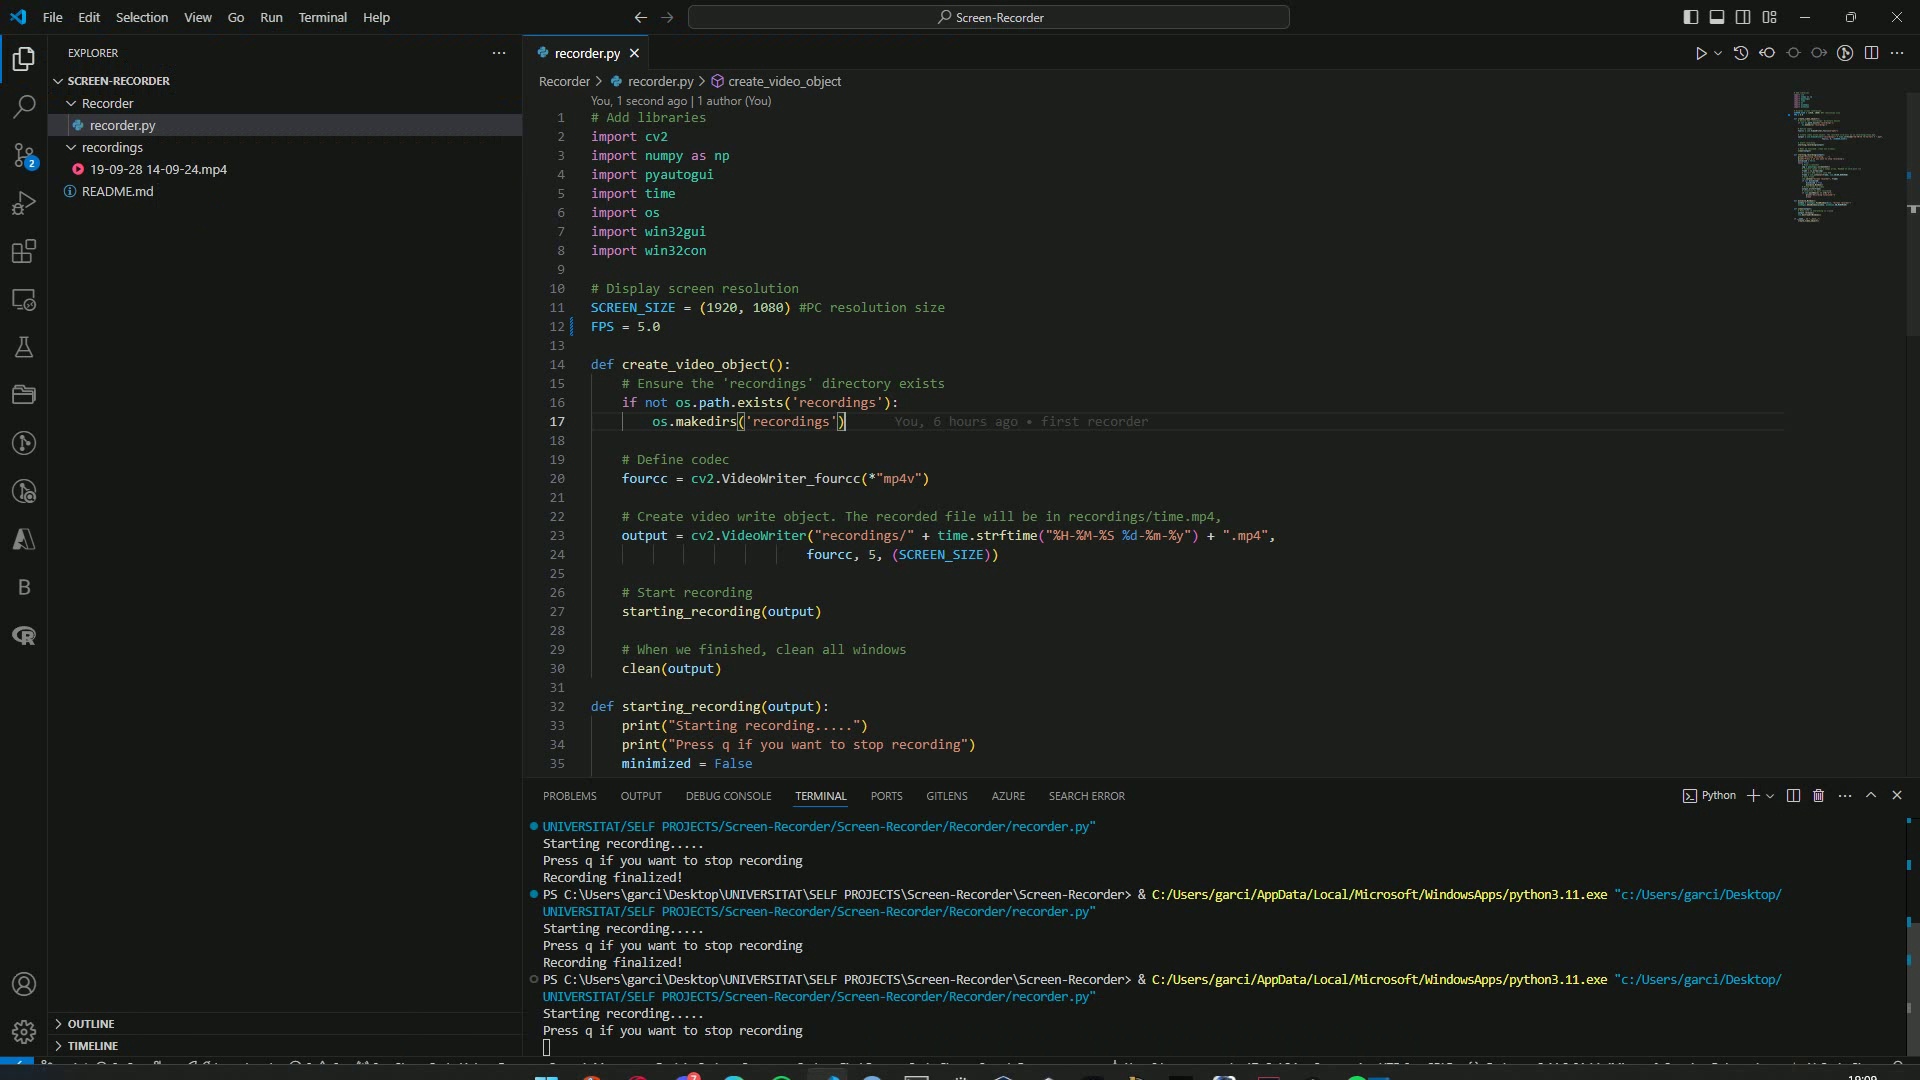 File Edit Selection View Go Run Terminal Help
Screen-Recorder
EXPLORER
SCREEN-RECORDER
Recorder
recorder.py
recordings
19-09-28 14-09-24.mp4
README.md
2
B
OUTLINE
TIMELINE
recorder.py
Recorder > recorder.py > create_video_object
You, 1 second ago | 1 author (You)
1 # Add libraries
2 import cv2
3 import numpy as np
4 import pyautogui
5 import time
6 import os
7 import win32gui
8 import win32con
9
10 # Display screen resolution
11 SCREEN_SIZE = (1920, 1080) #PC resolution size
12 FPS = 5.0
13
14 def create_video_object():
15 # Ensure the 'recordings' directory exists
16 if not os.path.exists('recordings'):
17 os.makedirs('recordings') You, 6 hours ago • first recorder
18
19 # Define codec
20 fourcc = cv2.VideoWriter_fourcc(*"mp4v")
21
22 # Create video write object. The recorded file will be in recordings/time.mp4,
23 output = cv2.VideoWriter("recordings/" + time.strftime("%H-%M-%S %d-%m-%y") + ".mp4",
24 fourcc, 5, (SCREEN_SIZE))
25
26 # Start recording
27 starting_recording(output)
28
29 # When we finished, clean all windows
30 clean(output)
31
32 def starting_recording(output):
33 print("Starting recording.....")
34 print("Press q if you want to stop recording")
35 minimized = False
PROBLEMS OUTPUT DEBUG CONSOLE TERMINAL PORTS GITLENS AZURE SEARCH ERROR
Python
UNIVERSITAT/SELF PROJECTS/Screen-Recorder/Screen-Recorder/Recorder/recorder.py"
Starting recording.....
Press q if you want to stop recording
Recording finalized!
PS C:\Users\garci\Desktop\UNIVERSITAT\SELF PROJECTS\Screen-Recorder\Screen-Recorder> & C:/Users/garci/AppData/Local/Microsoft/WindowsApps/python3.11.exe "c:/Users/garci/Desktop/
UNIVERSITAT/SELF PROJECTS/Screen-Recorder/Screen-Recorder/Recorder/recorder.py"
Starting recording.....
Press q if you want to stop recording
Recording finalized!
PS C:\Users\garci\Desktop\UNIVERSITAT\SELF PROJECTS\Screen-Recorder\Screen-Recorder> & C:/Users/garci/AppData/Local/Microsoft/WindowsApps/python3.11.exe "c:/Users/garci/Desktop/
UNIVERSITAT/SELF PROJECTS/Screen-Recorder/Screen-Recorder/Recorder/recorder.py"
Starting recording.....
Press q if you want to stop recording